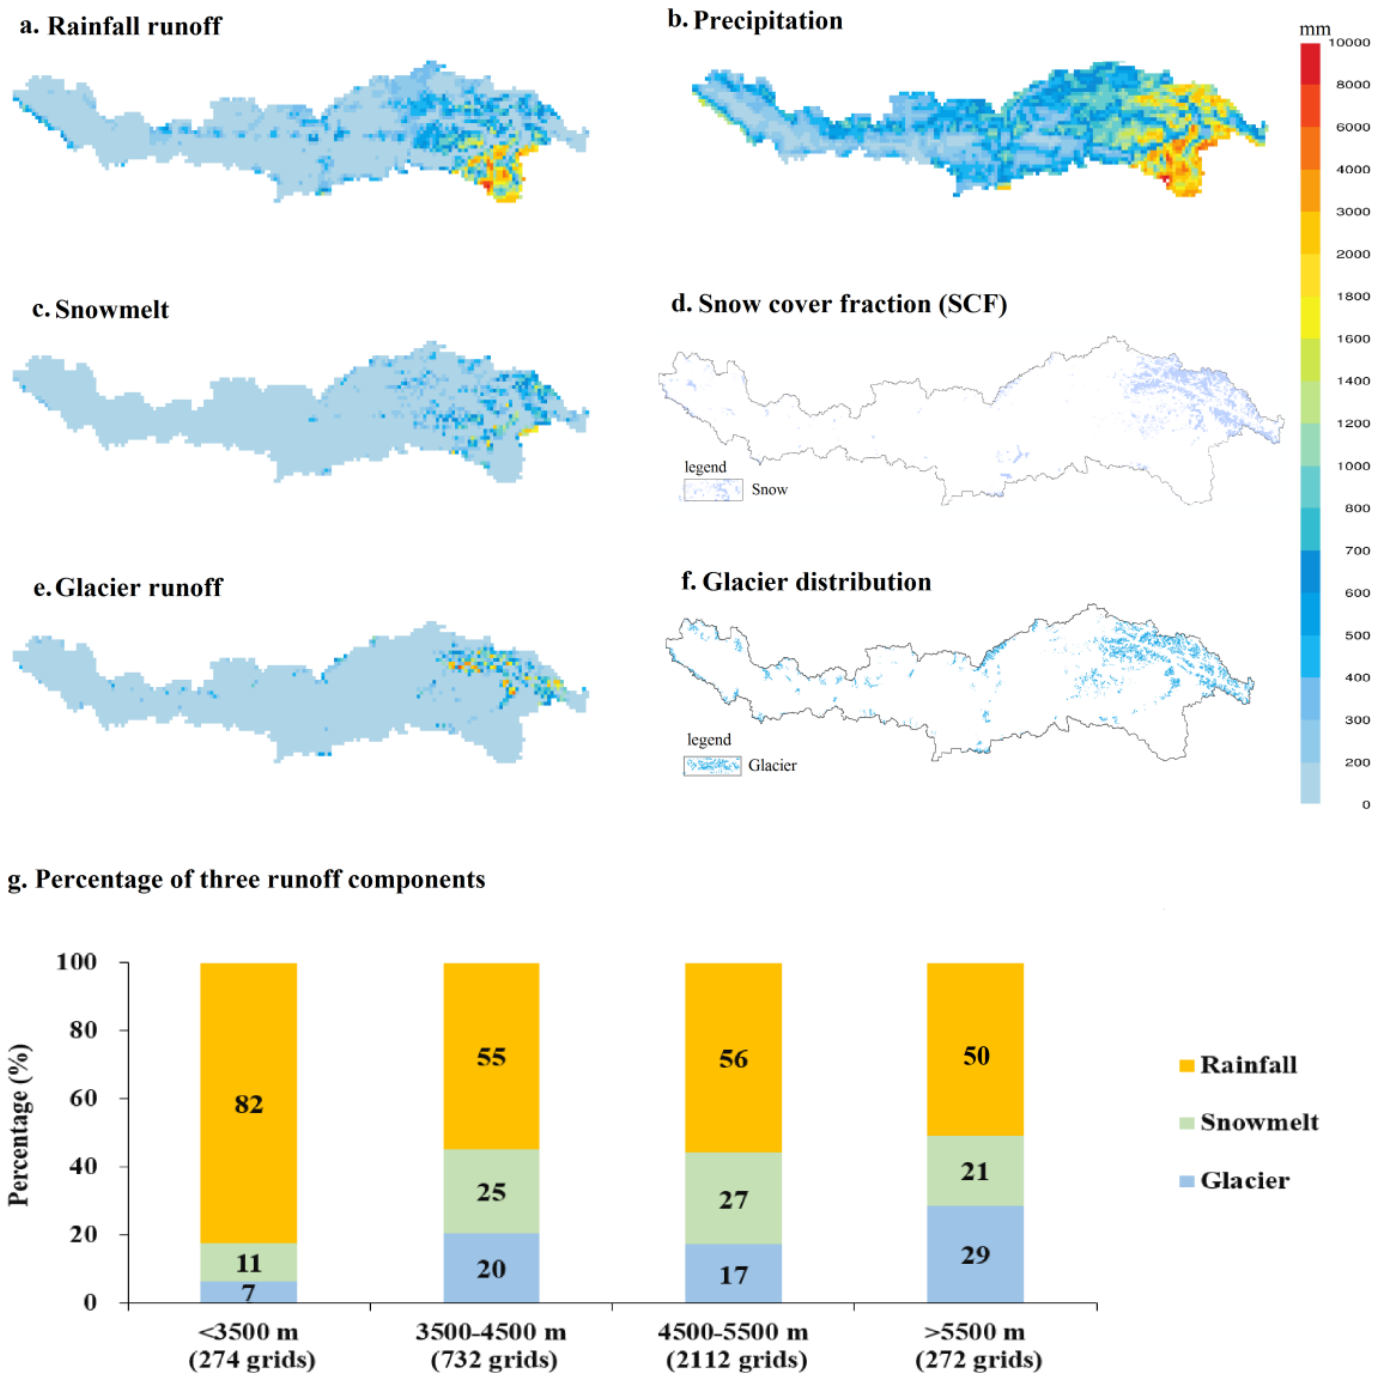 a. Rainfall runoff
b. Precipitation
mm
10000
8000
6000
4000
3000
2000
1800
1600
1400
1200
1000
800
700
600
500
400
300
200
0
c. Snowmelt
d. Snow cover fraction (SCF)
legend
Snow
e. Glacier runoff
f. Glacier distribution
legend
Glacier
g. Percentage of three runoff components
Percentage (%)
100
80
60
40
20
0
82
11
7
55
25
20
56
27
17
50
21
29
Rainfall
Snowmelt
Glacier
<3500 m
(274 grids)
3500-4500 m
(732 grids)
4500-5500 m
(2112 grids)
>5500 m
(272 grids)